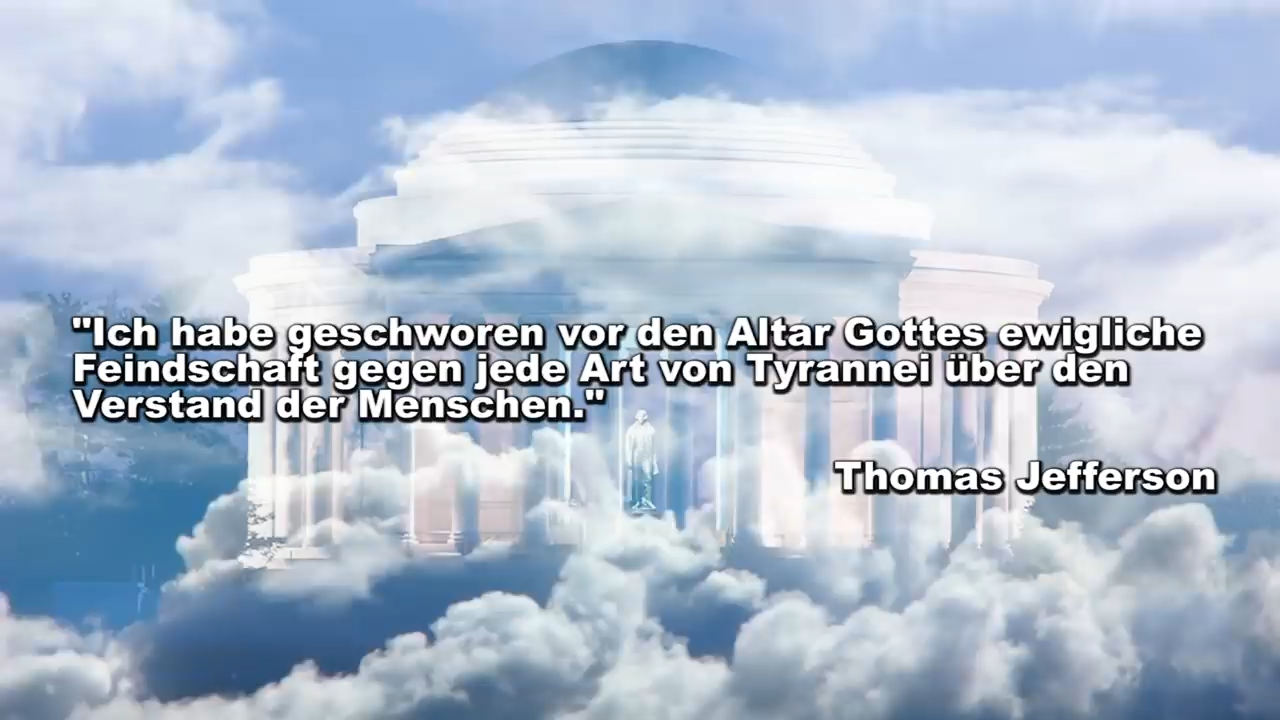 "Ich habe geschworen vor den Altar Gottes ewigliche
Feindschaft gegen jede Art von Tyrannei über den
Verstand der Menschen."
Thomas Jefferson